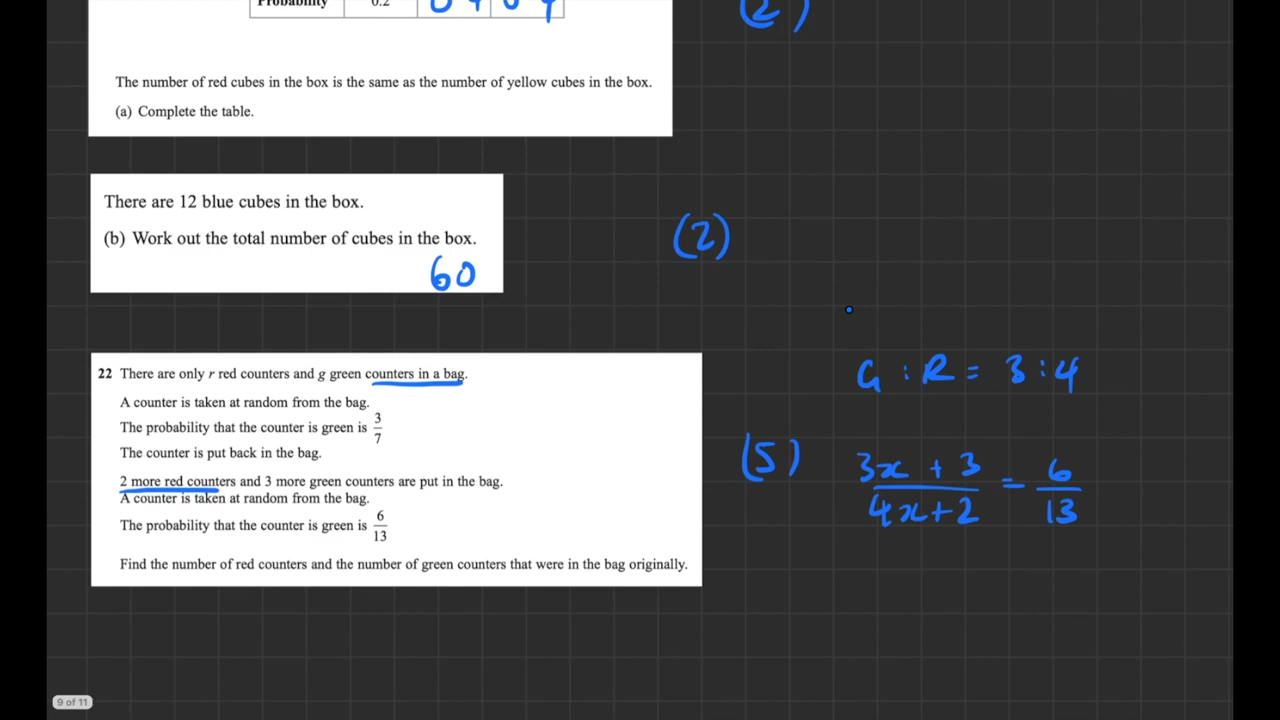 Probability 0.2 0.4 0.4
(2)
The number of red cubes in the box is the same as the number of yellow cubes in the box.
(a) Complete the table.
There are 12 blue cubes in the box.
(b) Work out the total number of cubes in the box.
60
(2)
22 There are only r red counters and g green counters in a bag.
A counter is taken at random from the bag.
The probability that the counter is green is 3/7
The counter is put back in the bag.
2 more red counters and 3 more green counters are put in the bag.
A counter is taken at random from the bag.
The probability that the counter is green is 6/13
Find the number of red counters and the number of green counters that were in the bag originally.
G : R = 3 : 4
(5)
3x + 3 / 4x + 2 = 6 / 13
9 of 11